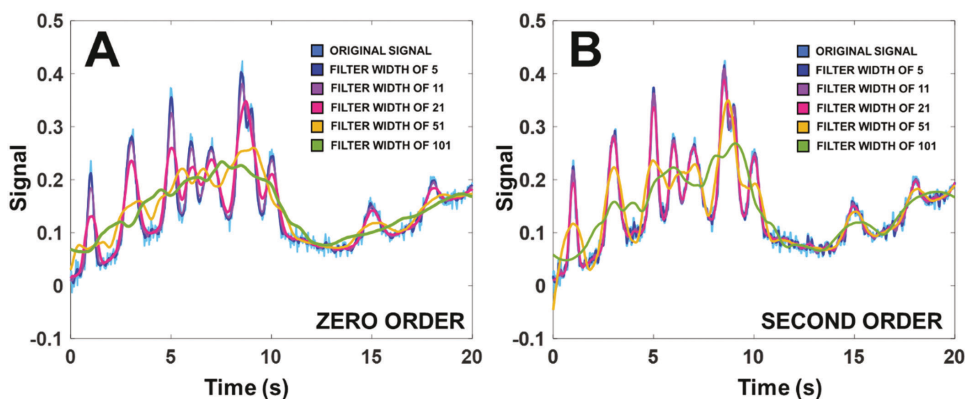 A
ORIGINAL SIGNAL
FILTER WIDTH OF 5
FILTER WIDTH OF 11
FILTER WIDTH OF 21
FILTER WIDTH OF 51
FILTER WIDTH OF 101
ZERO ORDER
Signal
0.5
0.4
0.3
0.2
0.1
0
-0.1
0 5 10 15 20
Time (s)
B
ORIGINAL SIGNAL
FILTER WIDTH OF 5
FILTER WIDTH OF 11
FILTER WIDTH OF 21
FILTER WIDTH OF 51
FILTER WIDTH OF 101
SECOND ORDER
Signal
0.5
0.4
0.3
0.2
0.1
0
-0.1
0 5 10 15 20
Time (s)